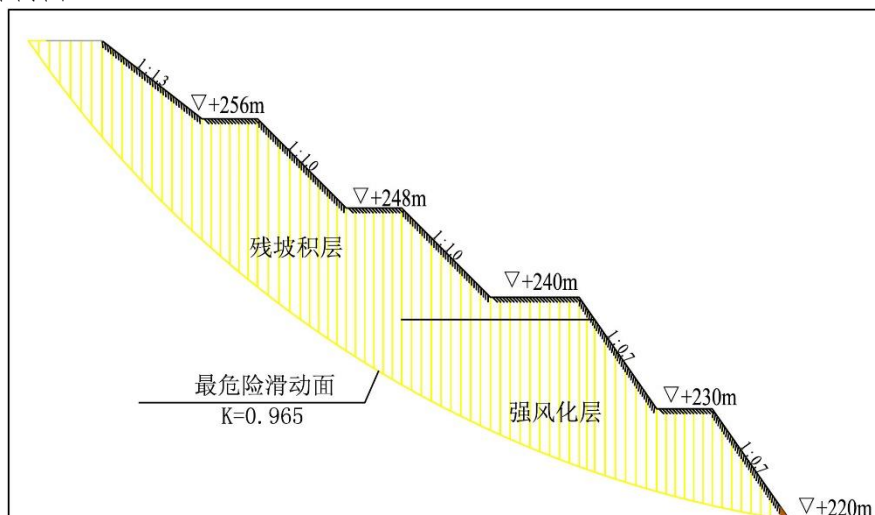 1:1.3
▽+256m
1:1.0
▽+248m
残坡积层
1:1.0
▽+240m
1:0.7
最危险滑动面
K=0.965
▽+230m
强风化层
1:0.7
▽+220m